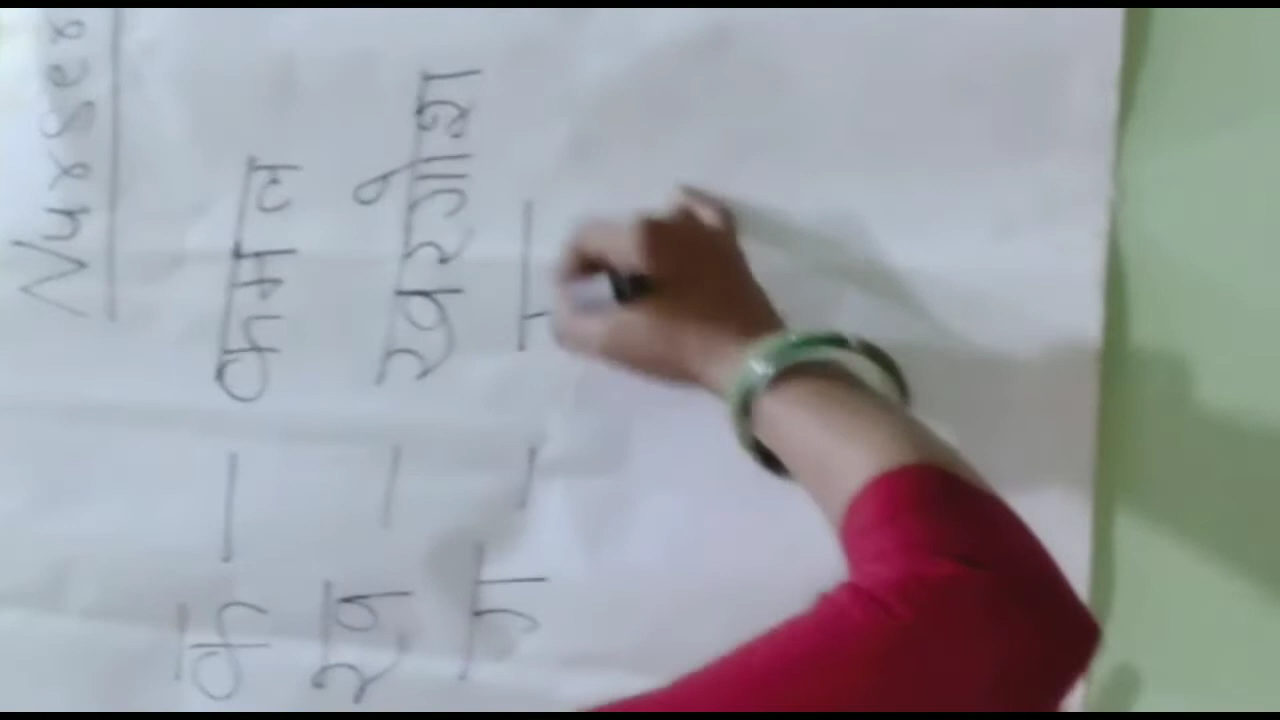 Nurser
क — कमल
ख — खरगोश
ग —